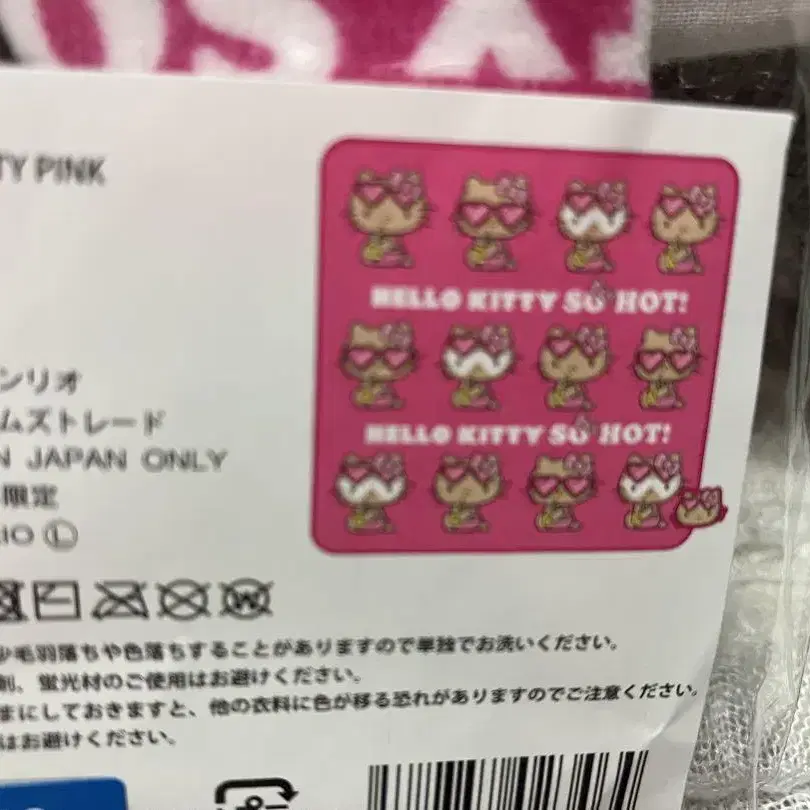 USA
TY PINK
HELLO KITTY SO HOT!
HELLO KITTY SO HOT!
ンリオ
ムズトレード
N JAPAN ONLY
限定
IO Ⓛ
W
少毛羽落ちや色落ちすることがありますので単独でお洗いください。
剤、蛍光材のご使用はお避けください。
まにしておきますと、他の衣料に色が移る恐れがありますのでご注意ください。
はお避けください。